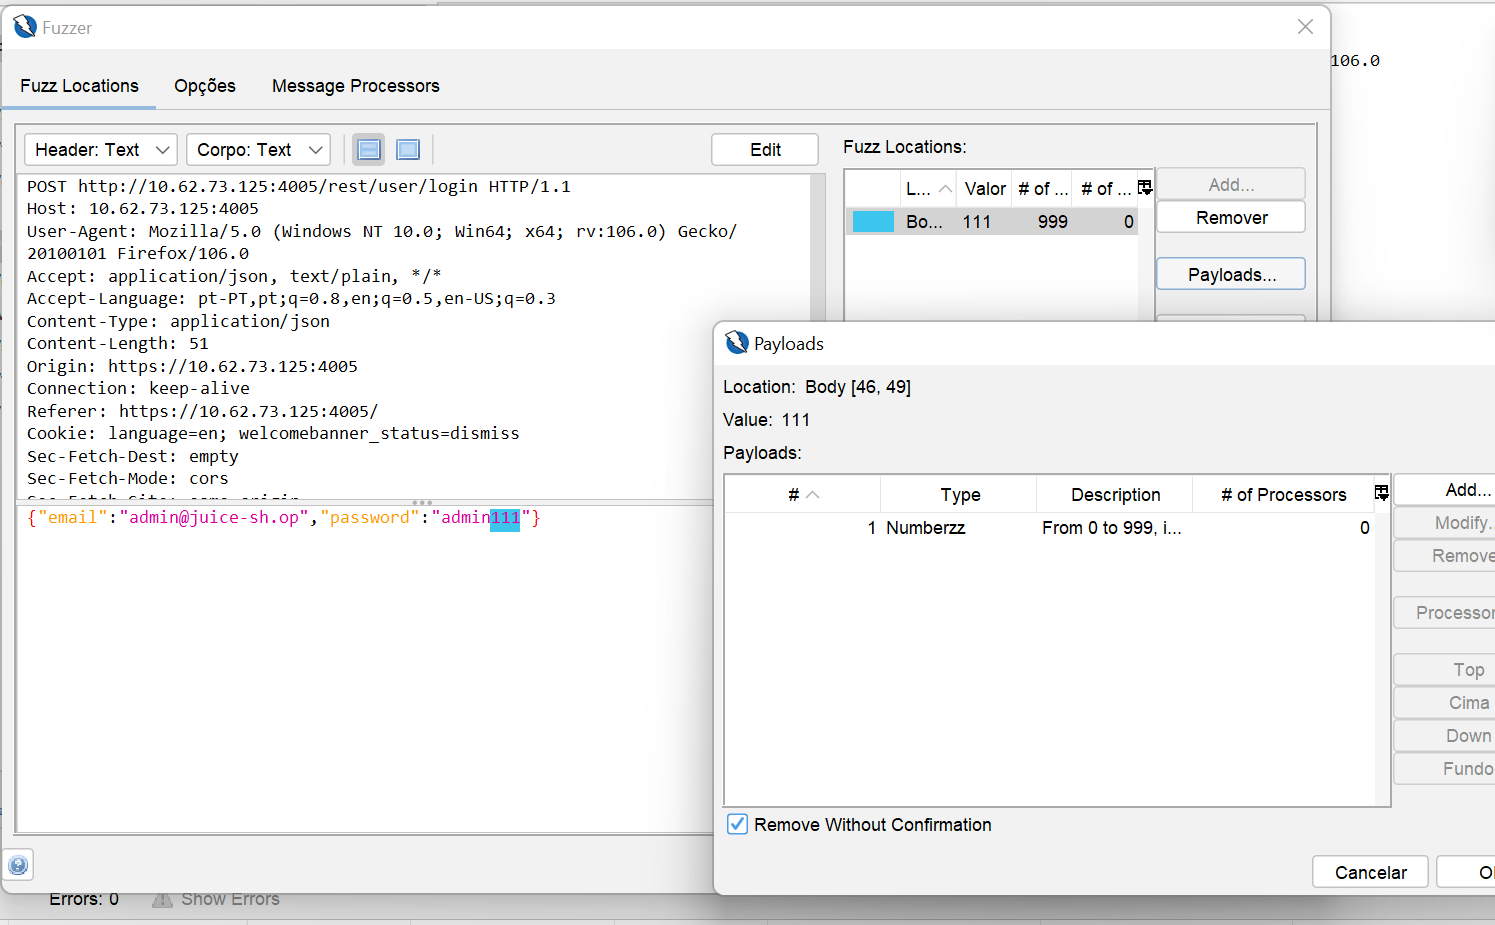 Fuzzer
106.0
Fuzz Locations Opções Message Processors
Header: Text Corpo: Text Edit Fuzz Locations:
L... Valor # of ... # of ...
Bo... 111 999 0
Add...
Remover
Payloads...
POST http://10.62.73.125:4005/rest/user/login HTTP/1.1
Host: 10.62.73.125:4005
User-Agent: Mozilla/5.0 (Windows NT 10.0; Win64; x64; rv:106.0) Gecko/
20100101 Firefox/106.0
Accept: application/json, text/plain, */*
Accept-Language: pt-PT,pt;q=0.8,en;q=0.5,en-US;q=0.3
Content-Type: application/json
Content-Length: 51
Origin: https://10.62.73.125:4005
Connection: keep-alive
Referer: https://10.62.73.125:4005/
Cookie: language=en; welcomebanner_status=dismiss
Sec-Fetch-Dest: empty
Sec-Fetch-Mode: cors
{"email":"admin@juice-sh.op","password":"admin111"}
Payloads
Location: Body [46, 49]
Value: 111
Payloads:
# Type Description # of Processors
1 Numberzz From 0 to 999, i... 0
Add...
Modify..
Remove
Processor
Top
Cima
Down
Fundo
Remove Without Confirmation
Cancelar
Errors: 0 Show Errors